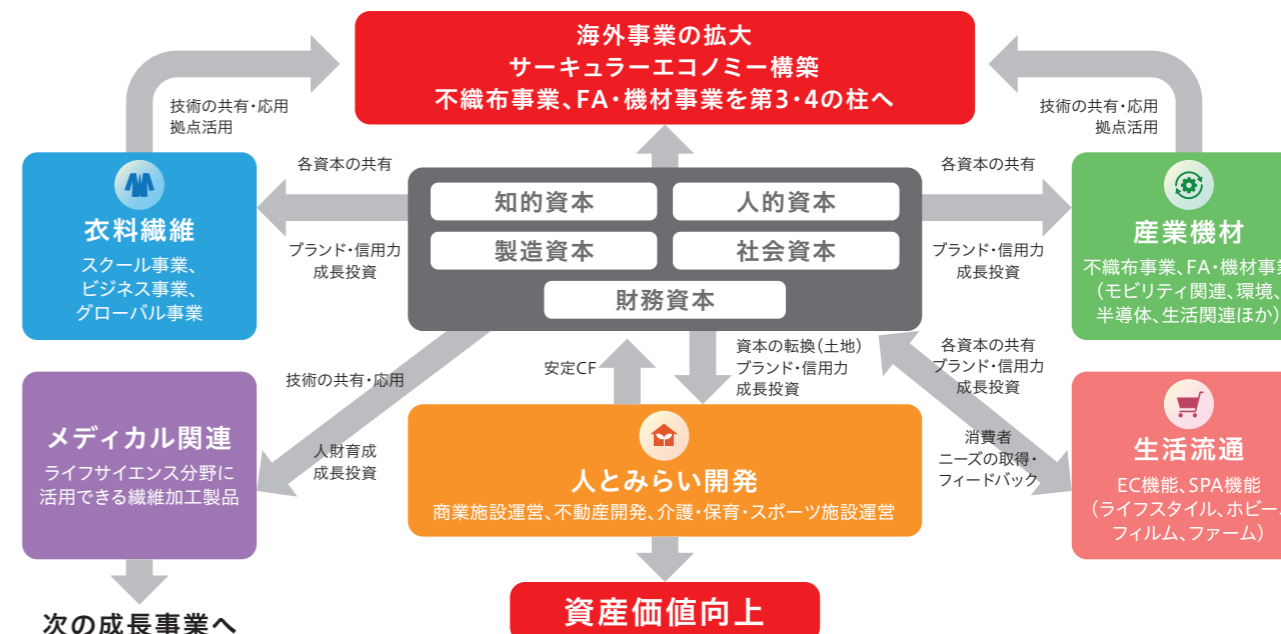 海外事業の拡大
サーキュラーエコノミー構築
不織布事業、FA・機材事業を第3・4の柱へ
技術の共有・応用
拠点活用
技術の共有・応用
拠点活用
衣料繊維
スクール事業、
ビジネス事業、
グローバル事業
各資本の共有
ブランド・信用力
成長投資
知的資本
人的資本
製造資本
社会資本
財務資本
各資本の共有
ブランド・信用力
成長投資
産業機材
不織布事業、FA・機材事業
（モビリティ関連、環境、
半導体、生活関連ほか）
メディカル関連
ライフサイエンス分野に
活用できる繊維加工製品
技術の共有・応用
人財育成
成長投資
安定CF
資本の転換（土地）
ブランド・信用力
成長投資
人とみらい開発
商業施設運営、不動産開発、介護・保育・スポーツ施設運営
各資本の共有
ブランド・信用力
成長投資
消費者
ニーズの取得・
フィードバック
生活流通
EC機能、SPA機能
（ライフスタイル、ホビー、
フィルム、ファーム）
次の成長事業へ
資産価値向上